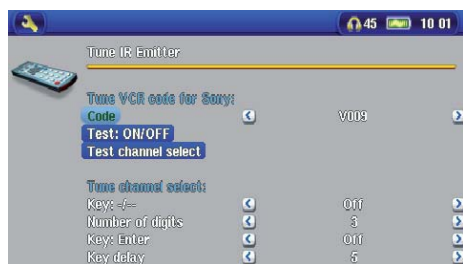 45 10 01
Tune IR Emitter
Tune VCR code for Sony:
Code V009
Test: ON/OFF
Test channel select
Tune channel select:
Key: -/-- Off
Number of digits 3
Key: Enter Off
Key delay 5